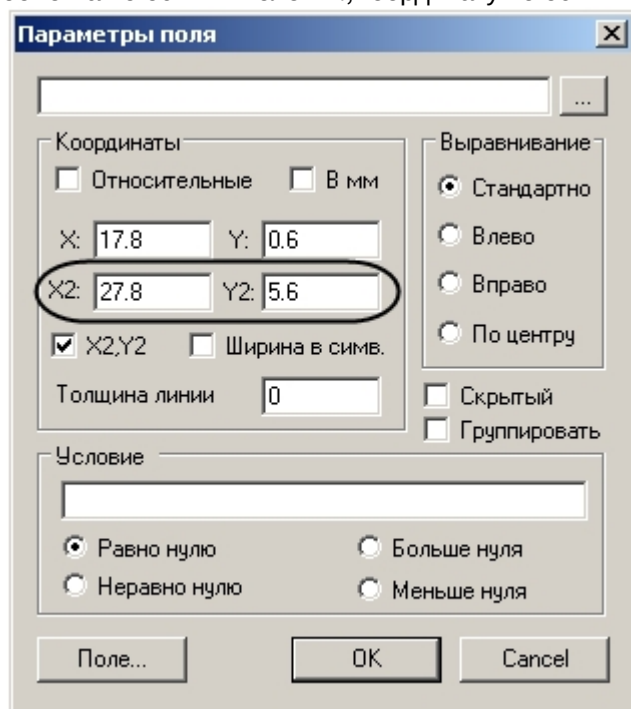 Параметры поля
...
Координаты
Относительные В мм
X: 17.8 Y: 0.6
X2: 27.8 Y2: 5.6
X2,Y2 Ширина в симв.
Толщина линии 0
Выравнивание
Стандартно
Влево
Вправо
По центру
Скрытый
Группировать
Условие
Равно нулю Больше нуля
Неравно нулю Меньше нуля
Поле... OK Cancel